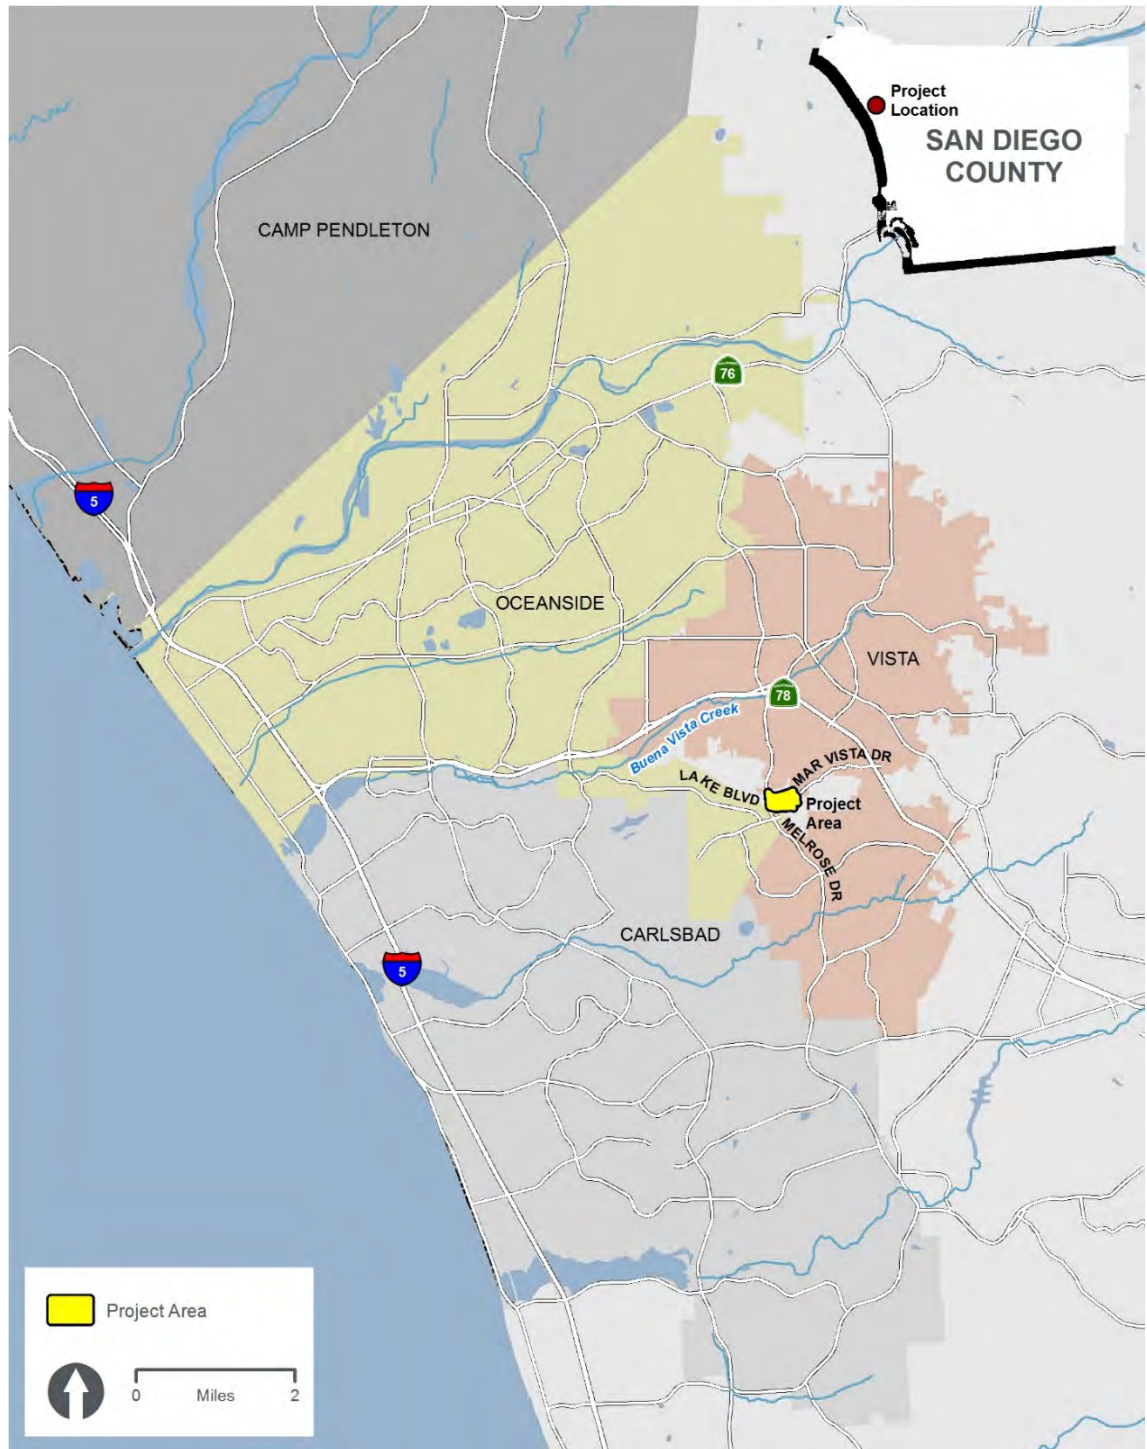 Project
Location
SAN DIEGO
COUNTY
CAMP PENDLETON
76
5
OCEANSIDE
VISTA
78
Buena Vista Creek
MAR VISTA DR
LAKE BLVD
Project
Area
MELROSE DR
CARLSBAD
5
Project Area
0 Miles 2